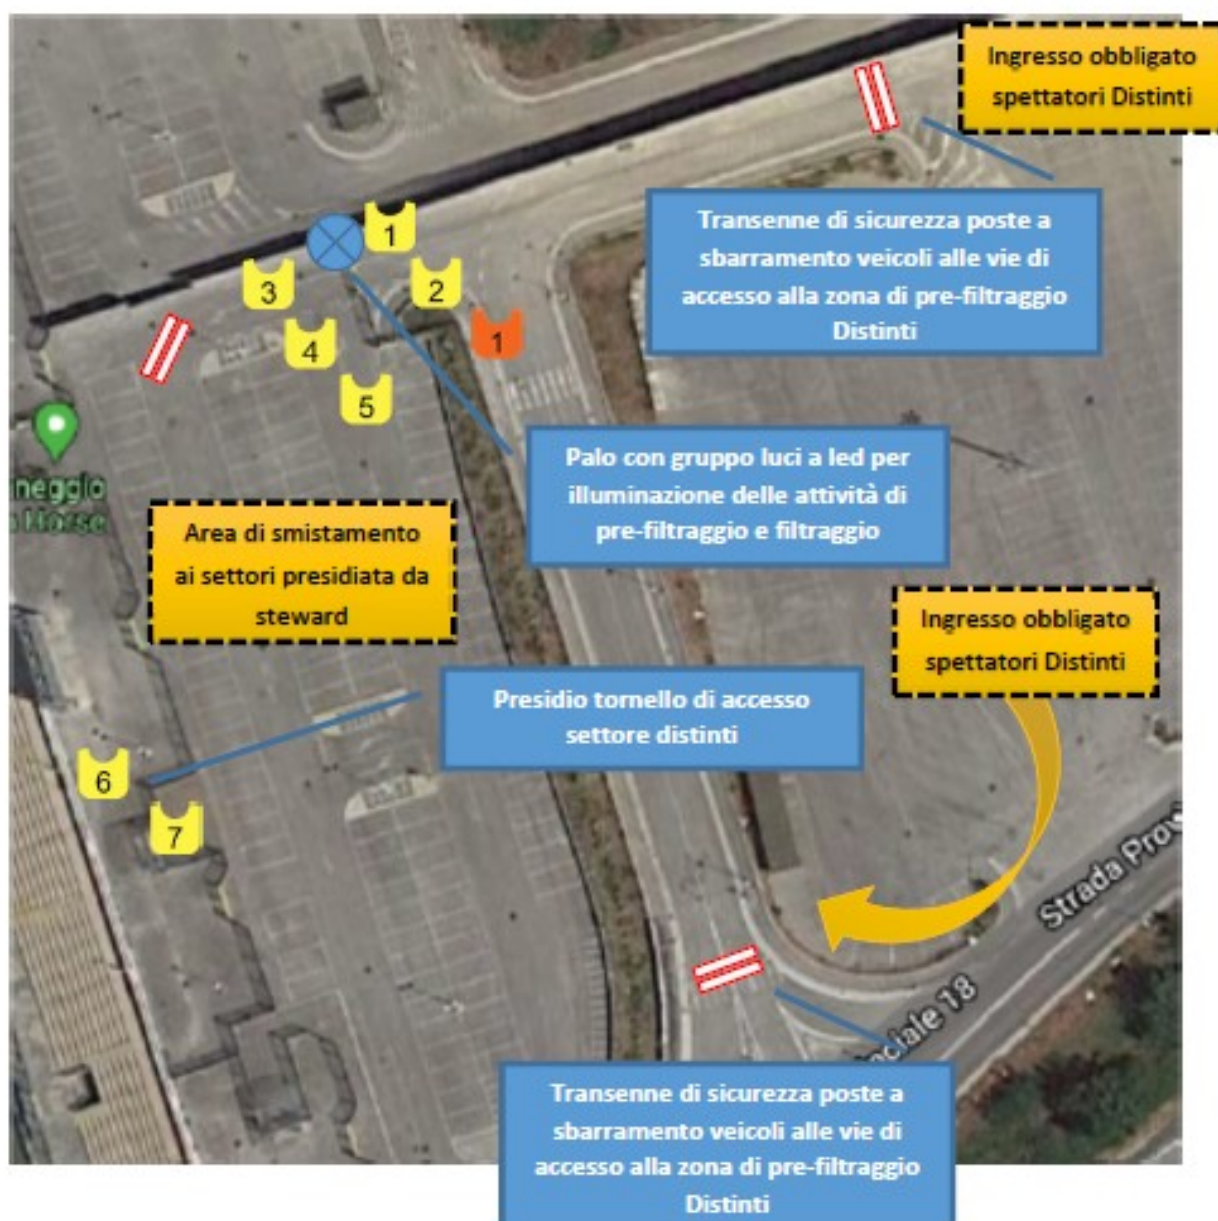 Ingresso obbligato
spettatori Distinti
Transenne di sicurezza poste a
sbarramento veicoli alle vie di
accesso alla zona di pre-filtraggio
Distinti
1
2
3
4
5
1
Palo con gruppo luci a led per
illuminazione delle attività di
pre-filtraggio e filtraggio
neggio
Horse
Area di smistamento
ai settori presidiata da
steward
Ingresso obbligato
spettatori Distinti
Presidio tornello di accesso
settore distinti
6
7
Strada Provi
nciale 18
Transenne di sicurezza poste a
sbarramento veicoli alle vie di
accesso alla zona di pre-filtraggio
Distinti